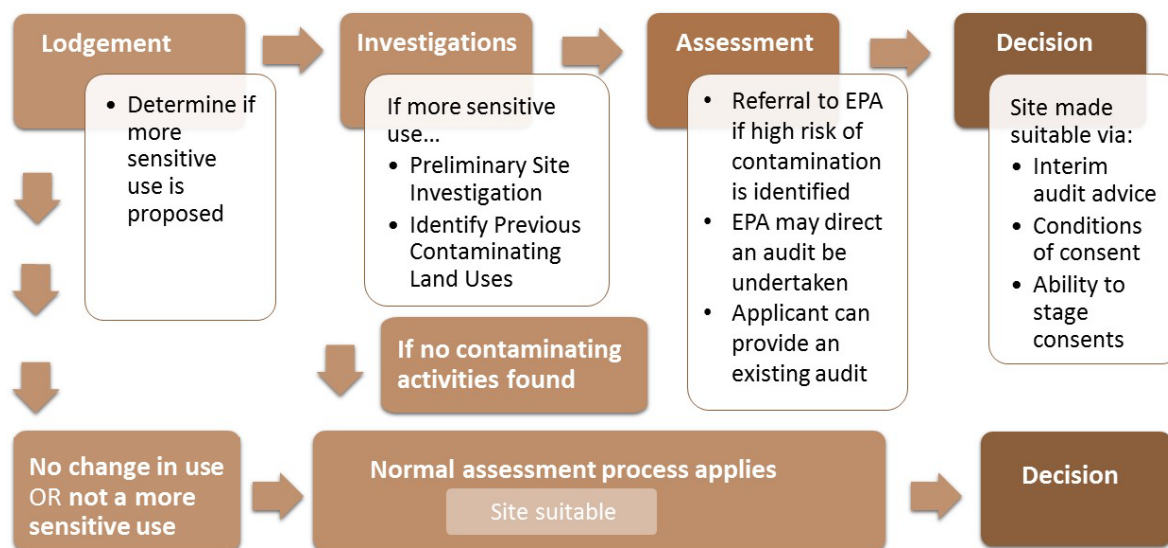 Lodgement
• Determine if
more
sensitive
use is
proposed
Investigations
If more sensitive
use...
• Preliminary Site
Investigation
• Identify Previous
Contaminating
Land Uses
Assessment
• Referral to EPA
if high risk of
contamination
is identified
• EPA may direct
an audit be
undertaken
• Applicant can
provide an
existing audit
Decision
Site made
suitable via:
• Interim
audit advice
• Conditions
of consent
• Ability to
stage
consents
If no contaminating
activities found
No change in use
OR not a more
sensitive use
Normal assessment process applies
Site suitable
Decision